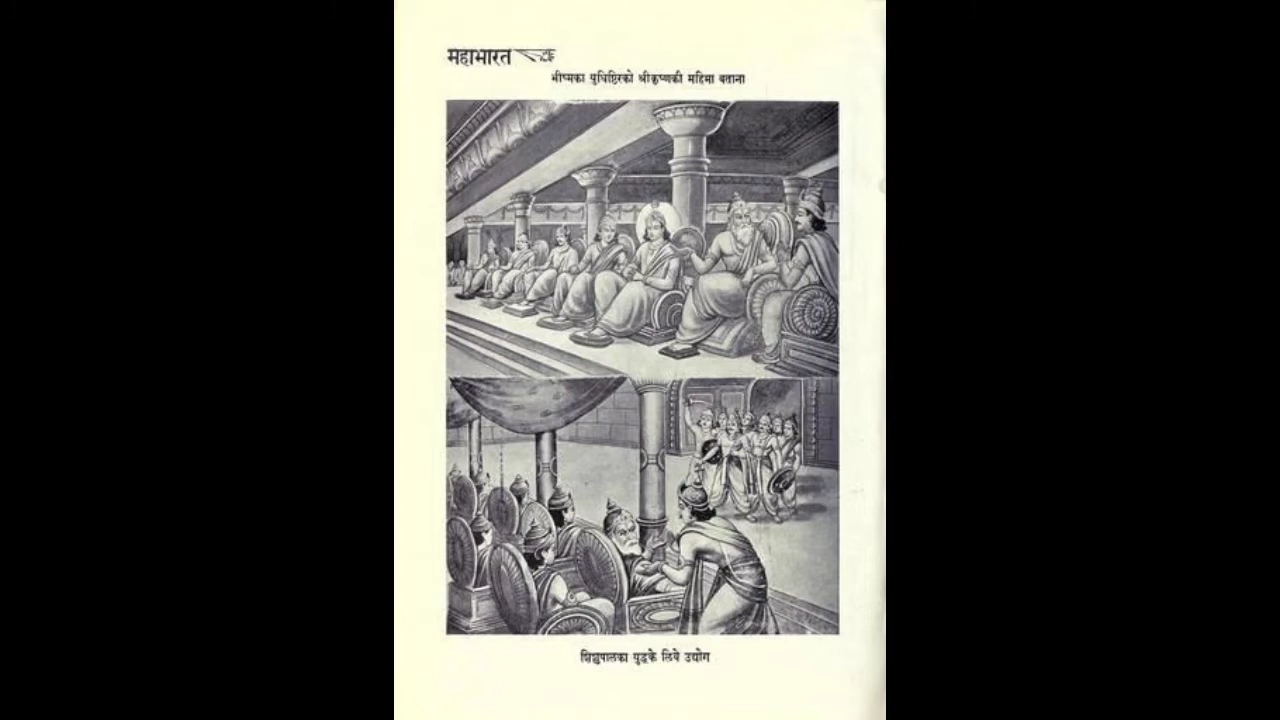 महाभारत
भीष्मका युधिष्ठिरको श्रीकृष्णकी महिमा बताना
शिशुपालका युद्धके लिये उद्योग